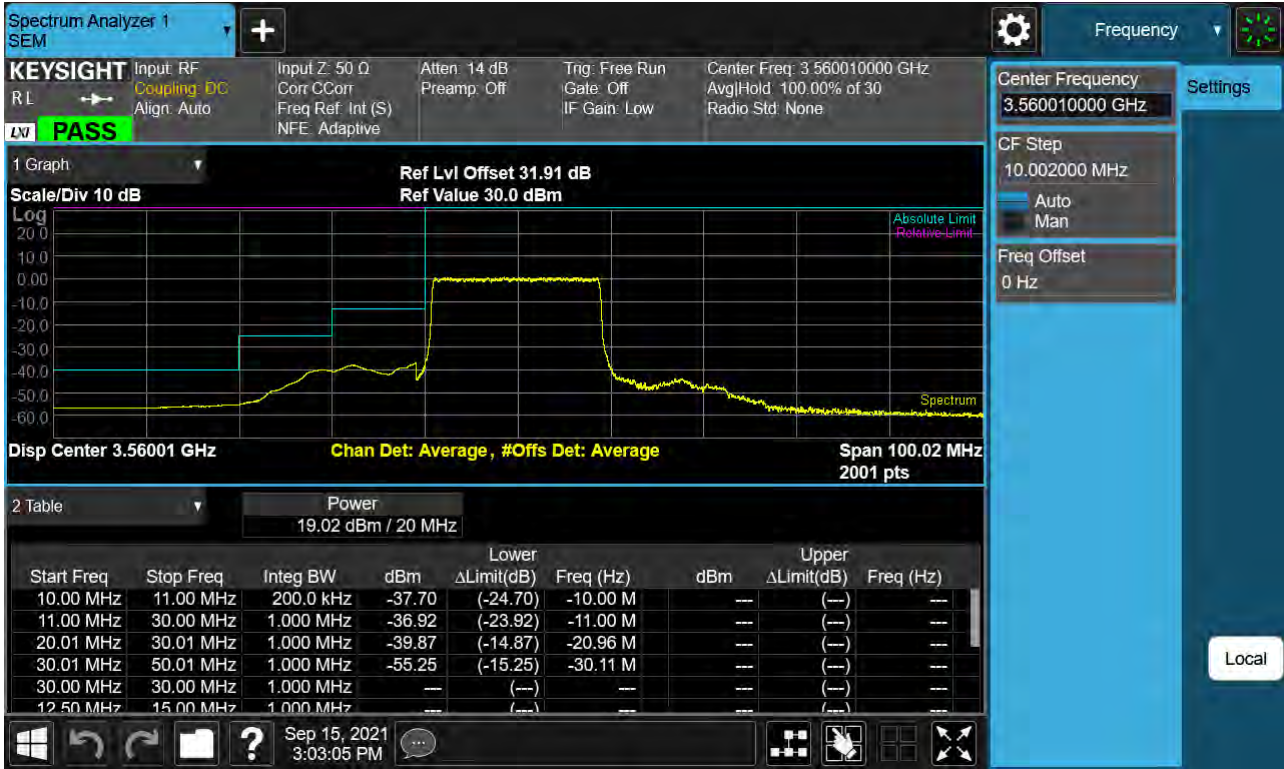 Spectrum Analyzer 1
SEM
+
Frequency
KEYSIGHT
RL
LXI
PASS
Input: RF
Coupling: DC
Align: Auto
Input Z: 50 Ω
Corr CCorr
Freq Ref: Int (S)
NFE: Adaptive
Atten: 14 dB
Preamp: Off
Trig: Free Run
Gate: Off
IF Gain: Low
Center Freq: 3.560010000 GHz
Avg|Hold: 100.00% of 30
Radio Std: None
Center Frequency
3.560010000 GHz
Settings
CF Step
10.002000 MHz
Auto
Man
Freq Offset
0 Hz
1 Graph
Scale/Div 10 dB
Ref Lvl Offset 31.91 dB
Ref Value 30.0 dBm
Log
20.0
10.0
0.00
-10.0
-20.0
-30.0
-40.0
-50.0
-60.0
Absolute Limit
Relative Limit
Spectrum
Disp Center 3.56001 GHz
Chan Det: Average, #Offs Det: Average
Span 100.02 MHz
2001 pts
2 Table
Power
19.02 dBm / 20 MHz
Lower Upper
Start Freq Stop Freq Integ BW dBm ΔLimit(dB) Freq (Hz) dBm ΔLimit(dB) Freq (Hz)
10.00 MHz 11.00 MHz 200.0 kHz -37.70 (-24.70) -10.00 M --- (---) ---
11.00 MHz 30.00 MHz 1.000 MHz -36.92 (-23.92) -11.00 M --- (---) ---
20.01 MHz 30.01 MHz 1.000 MHz -39.87 (-14.87) -20.96 M --- (---) ---
30.01 MHz 50.01 MHz 1.000 MHz -55.25 (-15.25) -30.11 M --- (---) ---
30.00 MHz 30.00 MHz 1.000 MHz --- (---) --- --- (---) ---
12.50 MHz 15.00 MHz 1.000 MHz --- (---) --- --- (---) ---
Local
?
Sep 15, 2021
3:03:05 PM